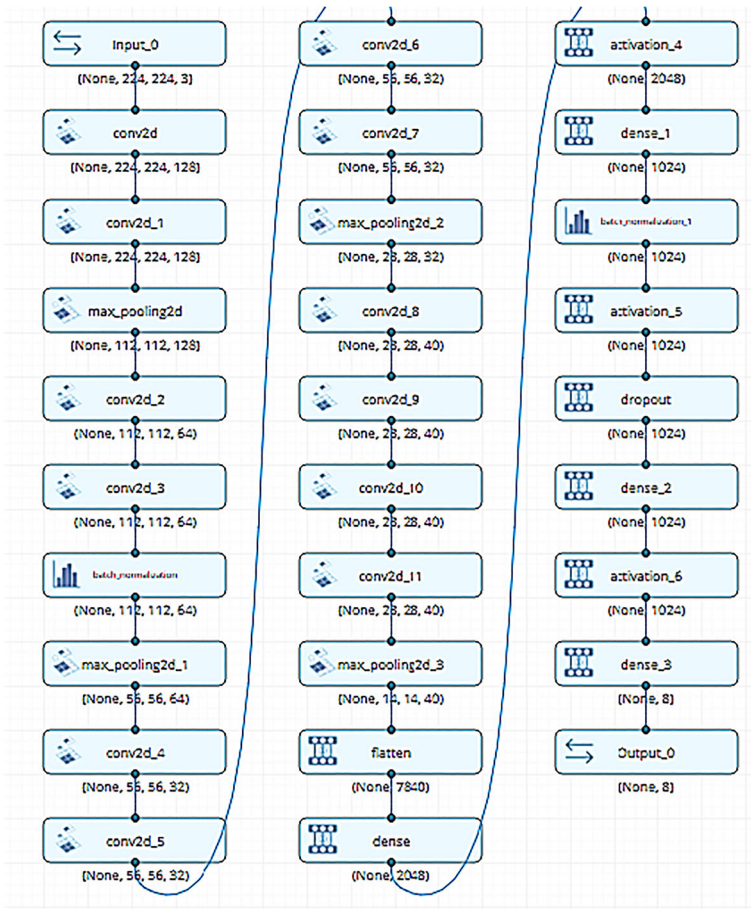 Input_0
(None, 224, 224, 3)
conv2d
(None, 224, 224, 128)
conv2d_1
(None, 224, 224, 128)
max_pooling2d
(None, 112, 112, 128)
conv2d_2
(None, 112, 112, 64)
conv2d_3
(None, 112, 112, 64)
batch_normalization
(None, 112, 112, 64)
max_pooling2d_1
(None, 56, 56, 64)
conv2d_4
(None, 56, 56, 32)
conv2d_5
(None, 56, 56, 32)
conv2d_6
(None, 56, 56, 32)
conv2d_7
(None, 56, 56, 32)
max_pooling2d_2
(None, 28, 28, 32)
conv2d_8
(None, 28, 28, 40)
conv2d_9
(None, 28, 28, 40)
conv2d_10
(None, 28, 28, 40)
conv2d_11
(None, 28, 28, 40)
max_pooling2d_3
(None, 14, 14, 40)
flatten
(None, 7840)
dense
(None, 2048)
activation_4
(None, 2048)
dense_1
(None, 1024)
batch_normalization_1
(None, 1024)
activation_5
(None, 1024)
dropout
(None, 1024)
dense_2
(None, 1024)
activation_6
(None, 1024)
dense_3
(None, 8)
Output_0
(None, 8)